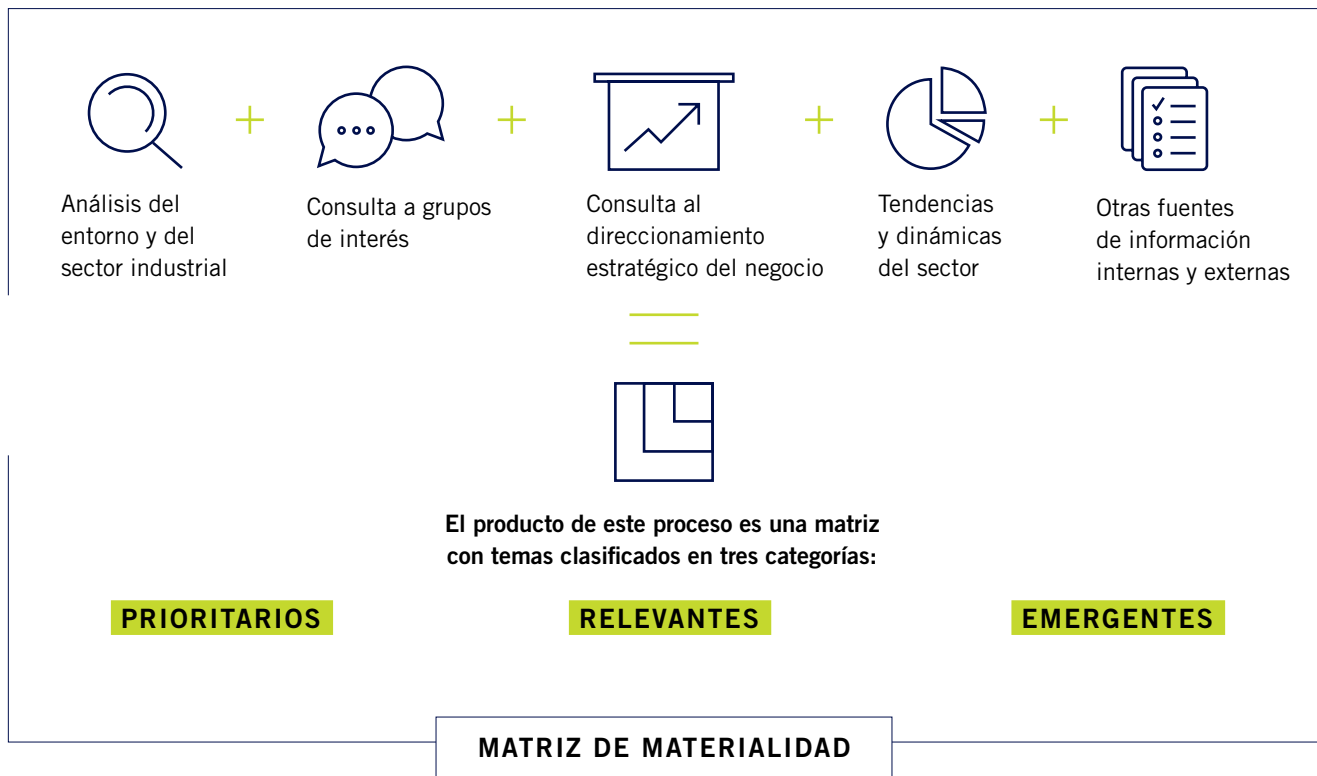 Análisis del
entorno y del
sector industrial
Consulta a grupos
de interés
Consulta al
direccionamiento
estratégico del negocio
Tendencias
y dinámicas
del sector
Otras fuentes
de información
internas y externas
El producto de este proceso es una matriz
con temas clasificados en tres categorías:
PRIORITARIOS
RELEVANTES
EMERGENTES
MATRIZ DE MATERIALIDAD